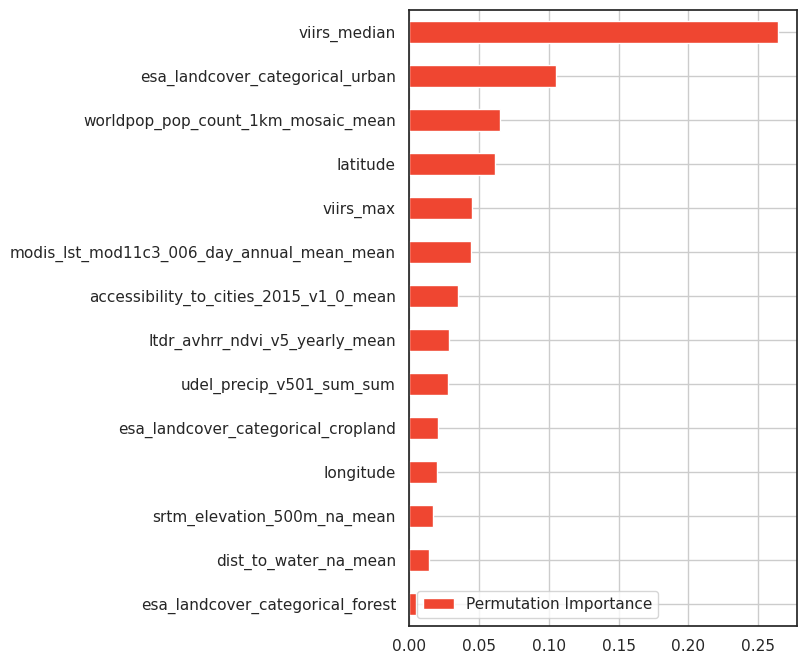 viirs_median
esa_landcover_categorical_urban
worldpop_pop_count_1km_mosaic_mean
latitude
viirs_max
modis_lst_mod11c3_006_day_annual_mean_mean
accessibility_to_cities_2015_v1_0_mean
ltdr_avhrr_ndvi_v5_yearly_mean
udel_precip_v501_sum_sum
esa_landcover_categorical_cropland
longitude
srtm_elevation_500m_na_mean
dist_to_water_na_mean
esa_landcover_categorical_forest
Permutation Importance
0.00 0.05 0.10 0.15 0.20 0.25